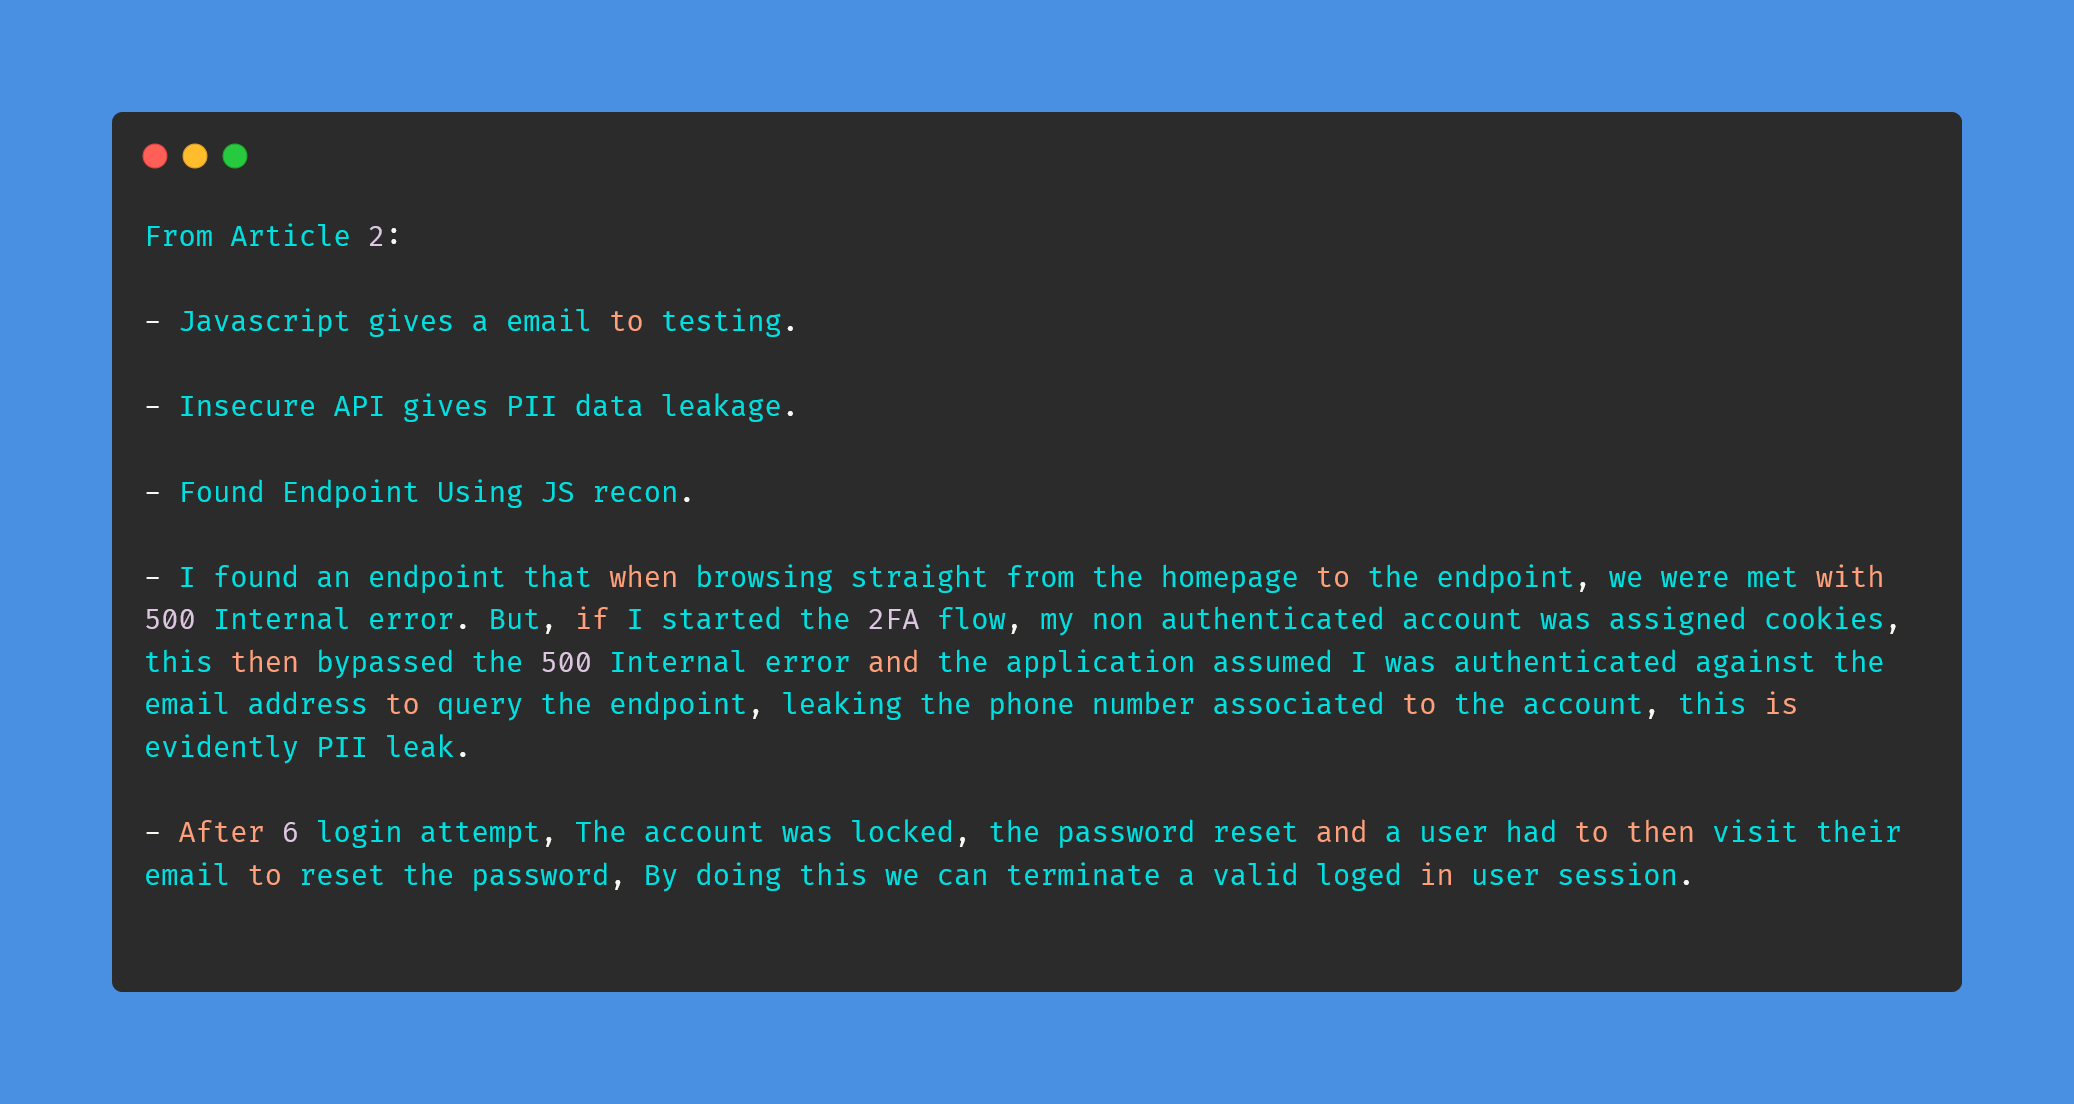 From Article 2:
- Javascript gives a email to testing.
- Insecure API gives PII data leakage.
- Found Endpoint Using JS recon.
- I found an endpoint that when browsing straight from the homepage to the endpoint, we were met with
500 Internal error. But, if I started the 2FA flow, my non authenticated account was assigned cookies,
this then bypassed the 500 Internal error and the application assumed I was authenticated against the
email address to query the endpoint, leaking the phone number associated to the account, this is
evidently PII leak.
- After 6 login attempt, The account was locked, the password reset and a user had to then visit their
email to reset the password, By doing this we can terminate a valid loged in user session.